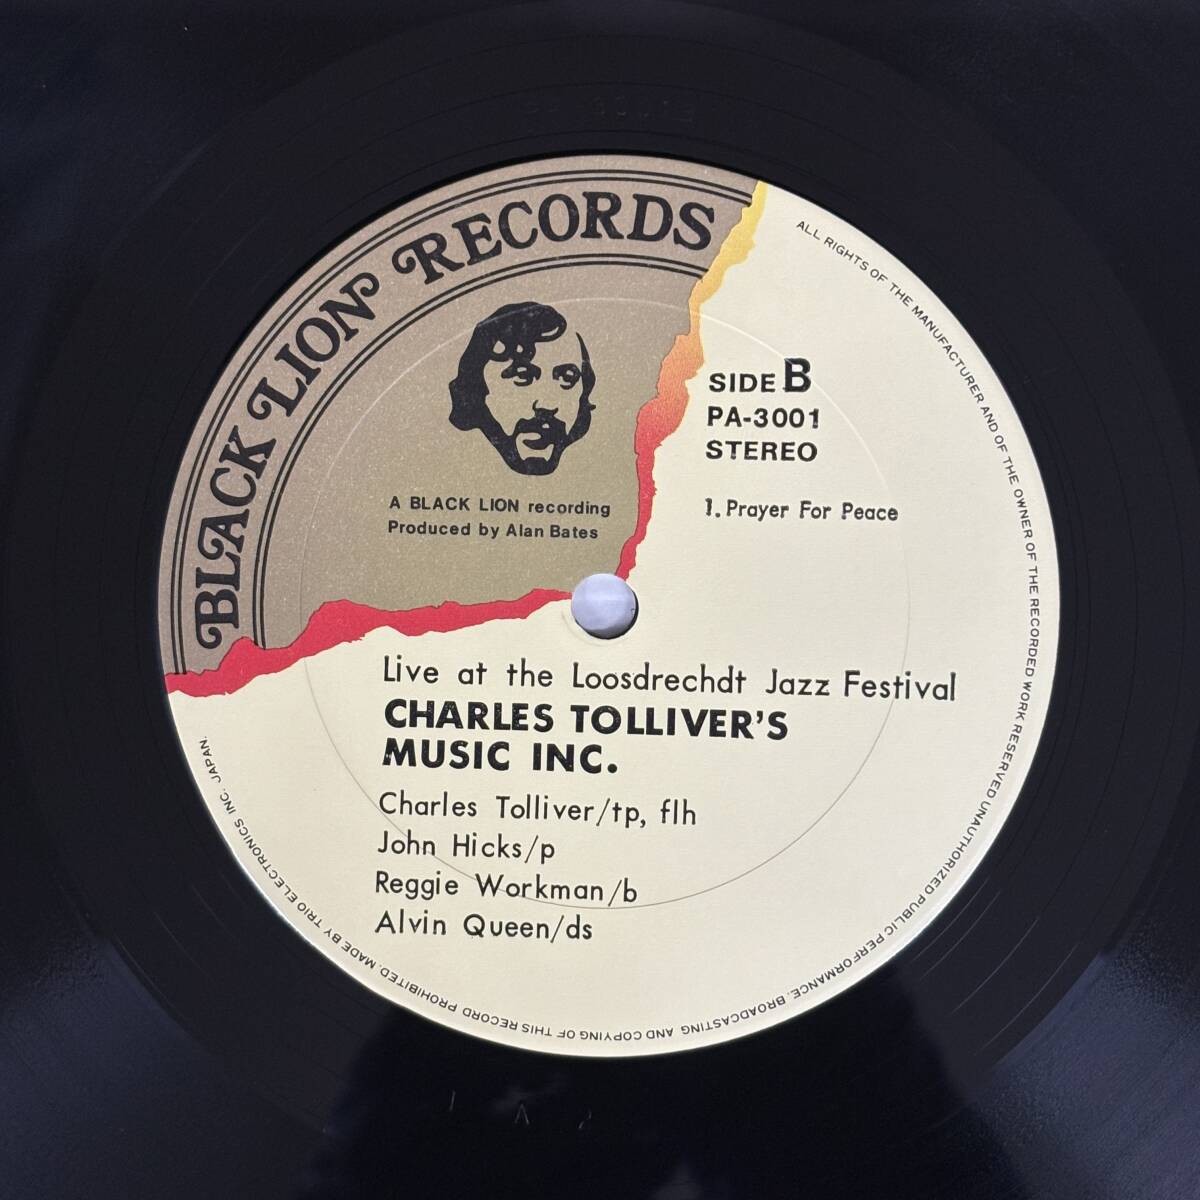 BLACK LION RECORDS
SIDE B
PA-3001
STEREO
A BLACK LION recording
Produced by Alan Bates
1. Prayer For Peace
Live at the Loosdrechdt Jazz Festival
CHARLES TOLLIVER'S
MUSIC INC.
Charles Tolliver/tp, flh
John Hicks/p
Reggie Workman/b
Alvin Queen/ds
ALL RIGHTS OF THE MANUFACTURER AND OF THE OWNER OF THE RECORDED WORK RESERVED UNAUTHORIZED PUBLIC PERFORMANCE. BROADCASTING AND COPYING OF THIS RECORD PROHIBITED. MADE BY TRIO ELECTRONICS INC. JAPAN.